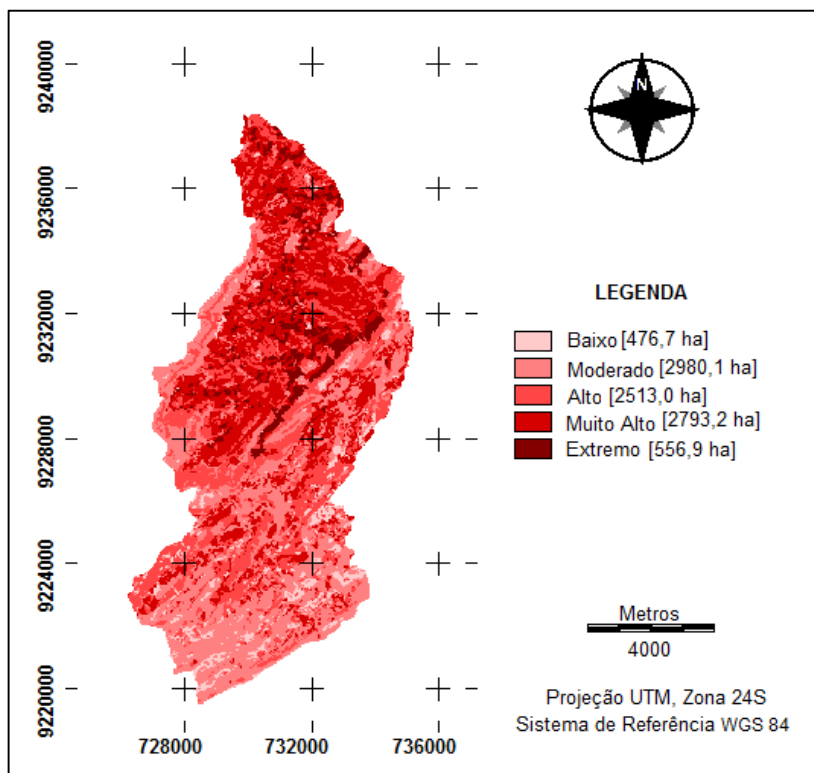 9240000
9236000
9232000
9228000
9224000
9220000
728000 732000 736000
N
LEGENDA
Baixo [476,7 ha]
Moderado [2980,1 ha]
Alto [2513,0 ha]
Muito Alto [2793,2 ha]
Extremo [556,9 ha]
Metros
4000
Projeção UTM, Zona 24S
Sistema de Referência WGS 84